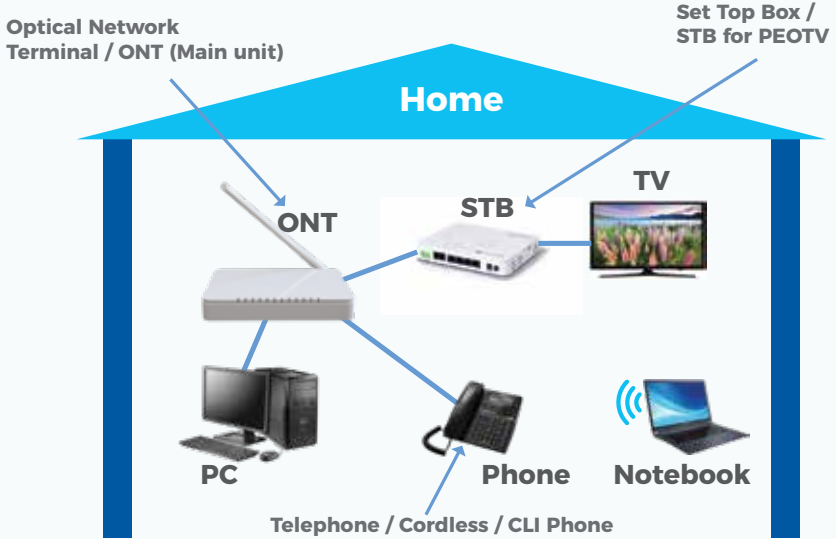 Optical Network
Terminal / ONT (Main unit)
Set Top Box /
STB for PEOTV
Home
ONT
STB
TV
PC
Phone
Notebook
Telephone / Cordless / CLI Phone